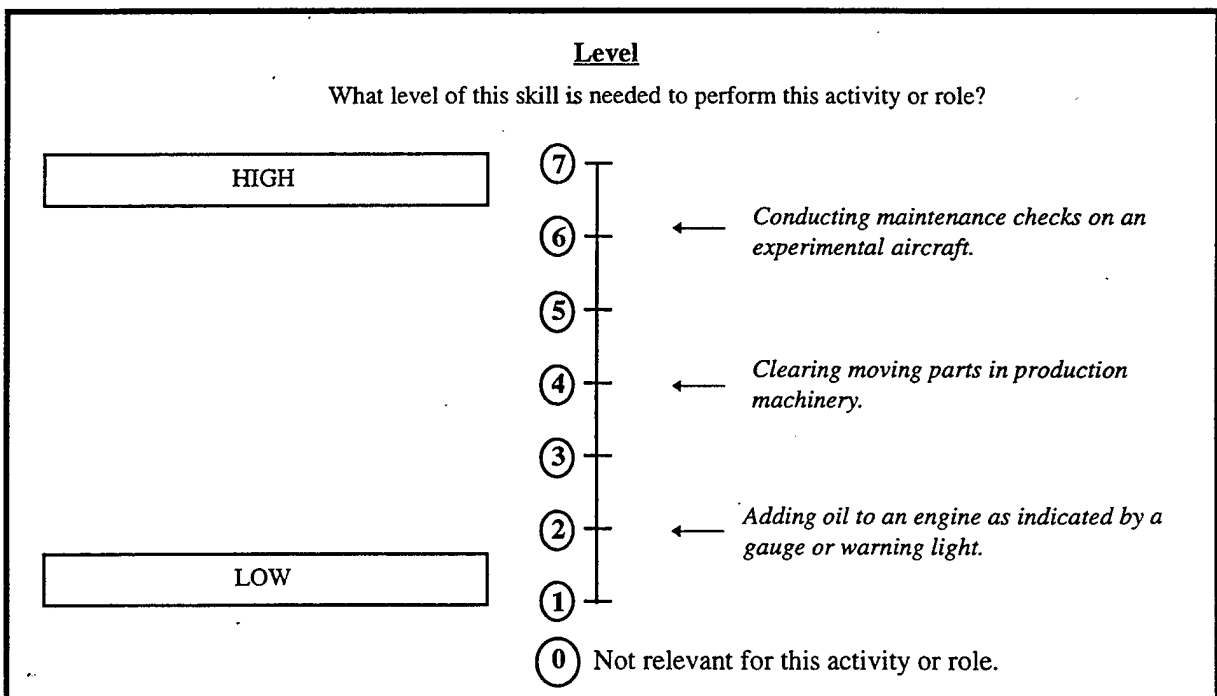 Level
What level of this skill is needed to perform this activity or role?
HIGH
7
6
Conducting maintenance checks on an
experimental aircraft.
5
4
Clearing moving parts in production
machinery.
3
2
Adding oil to an engine as indicated by a
gauge or warning light.
LOW
1
0 Not relevant for this activity or role.